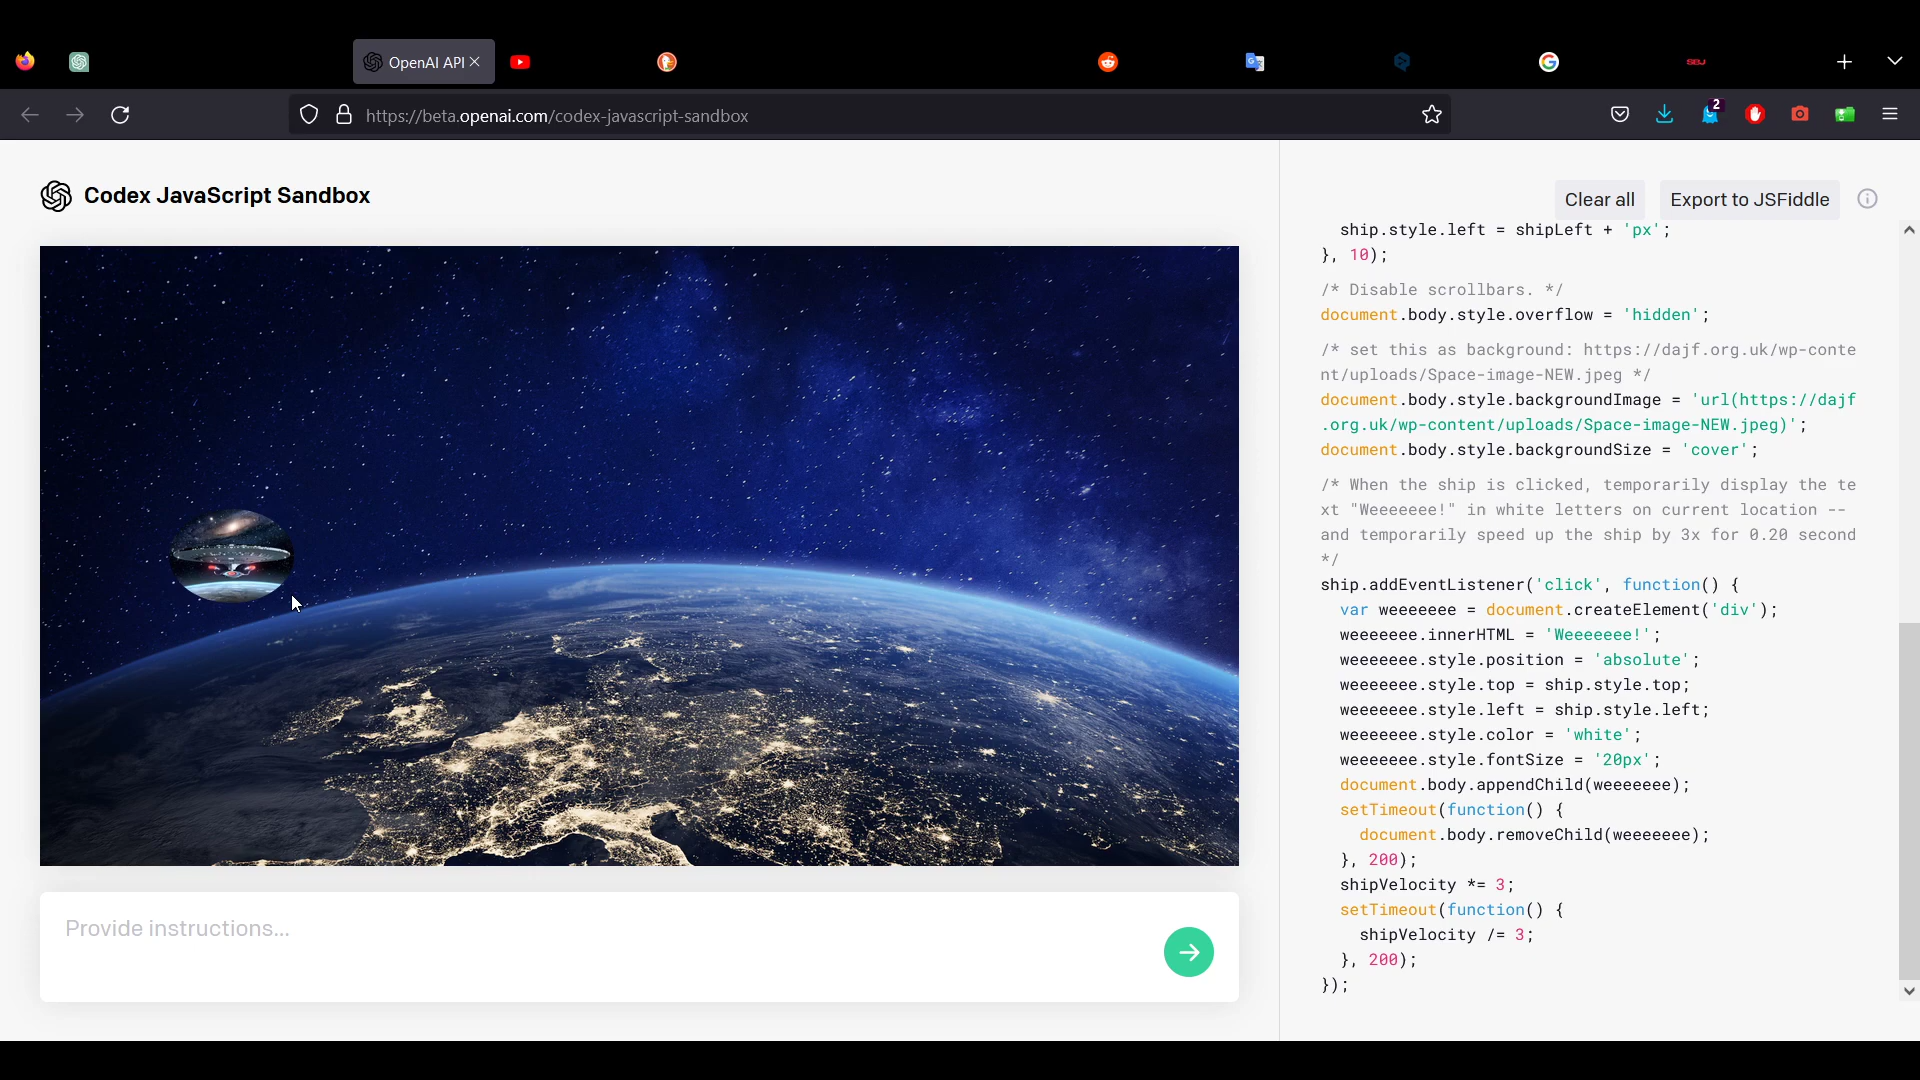 OpenAI API
SBJ
https://beta.openai.com/codex-javascript-sandbox
2
Codex JavaScript Sandbox
Clear all
Export to JSFiddle
ship.style.left = shipLeft + 'px';
}, 10);
/* Disable scrollbars. */
document.body.style.overflow = 'hidden';
/* set this as background: https://dajf.org.uk/wp-conte
nt/uploads/Space-image-NEW.jpeg */
document.body.style.backgroundImage = 'url(https://dajf
.org.uk/wp-content/uploads/Space-image-NEW.jpeg)';
document.body.style.backgroundSize = 'cover';
/* When the ship is clicked, temporarily display the te
xt "Weeeeeee!" in white letters on current location --
and temporarily speed up the ship by 3x for 0.20 second
*/
ship.addEventListener('click', function() {
var weeeeeee = document.createElement('div');
weeeeeee.innerHTML = 'Weeeeeee!';
weeeeeee.style.position = 'absolute';
weeeeeee.style.top = ship.style.top;
weeeeeee.style.left = ship.style.left;
weeeeeee.style.color = 'white';
weeeeeee.style.fontSize = '20px';
document.body.appendChild(weeeeeee);
setTimeout(function() {
document.body.removeChild(weeeeeee);
}, 200);
shipVelocity *= 3;
setTimeout(function() {
shipVelocity /= 3;
}, 200);
});
Provide instructions...